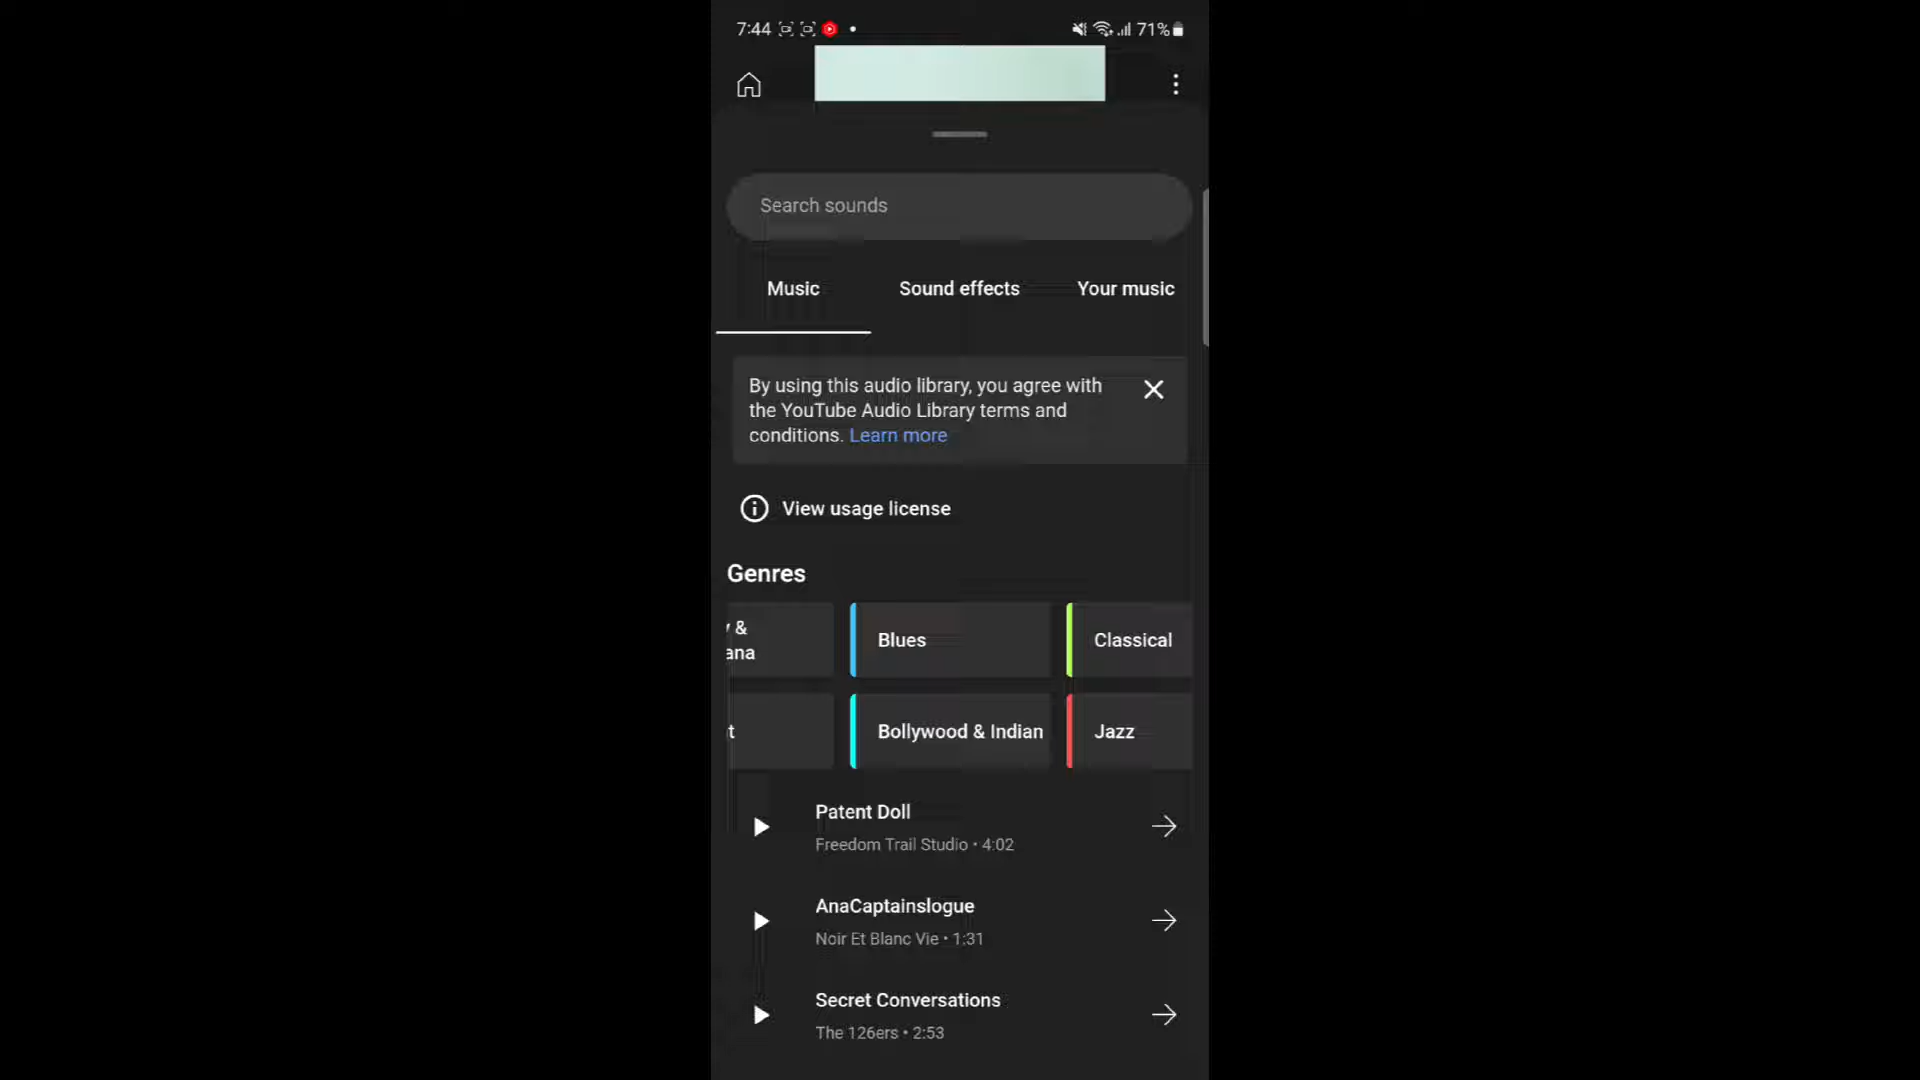 7:44
71%
Search sounds
Music
Sound effects
Your music
By using this audio library, you agree with
the YouTube Audio Library terms and
conditions. Learn more
View usage license
Genres
&
ana
Blues
Classical
t
Bollywood & Indian
Jazz
Patent Doll
Freedom Trail Studio • 4:02
AnaCaptainslogue
Noir Et Blanc Vie • 1:31
Secret Conversations
The 126ers • 2:53